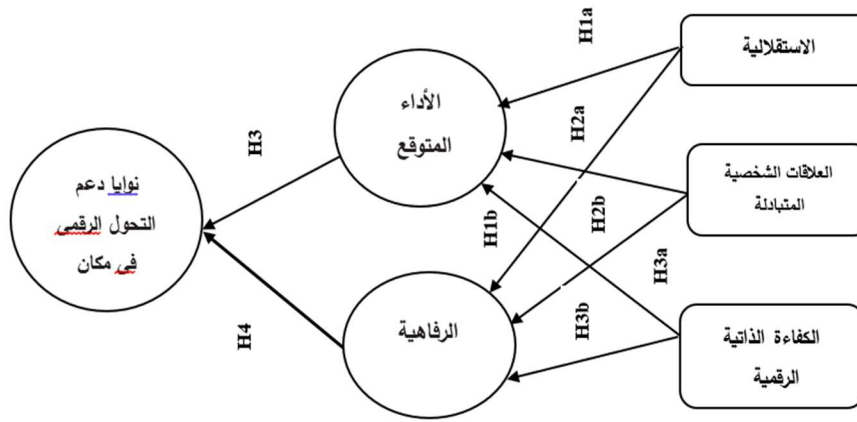 الاستقلالية
العلاقات الشخصية
المتبادلة
الكفاءة الذاتية
الرقمية
H1a
H2a
H2b
H1b
H3a
H3b
الأداء
المتوقع
الرفاهية
H3
H4
نوايا دعم
التحول الرقمى
فى مكان